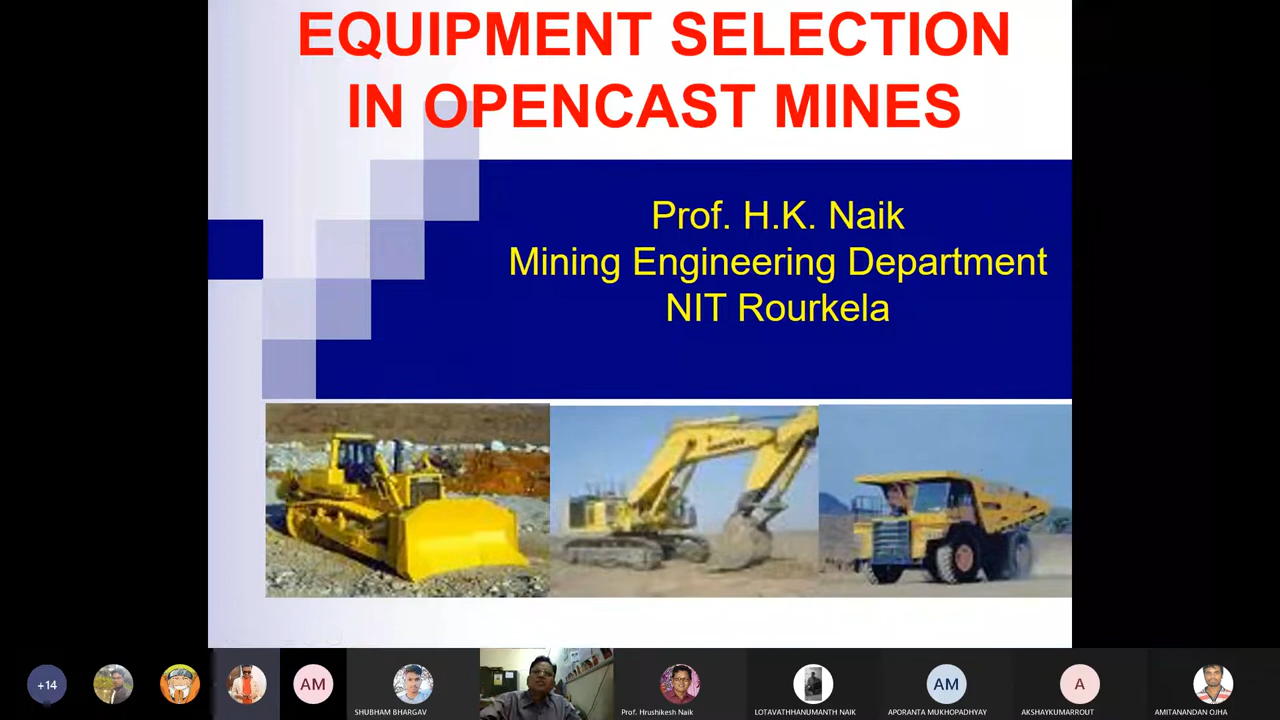 EQUIPMENT SELECTION
IN OPENCAST MINES
Prof. H.K. Naik
Mining Engineering Department
NIT Rourkela
+14
AM
SHUBHAM BHARGAV
Prof. Hrushikesh Naik
LOTAVATHHANUMANTH NAIK
AM
APORANTA MUKHOPADHYAY
A
AKSHAYKUMARROUT
AMITANANDAN OJHA